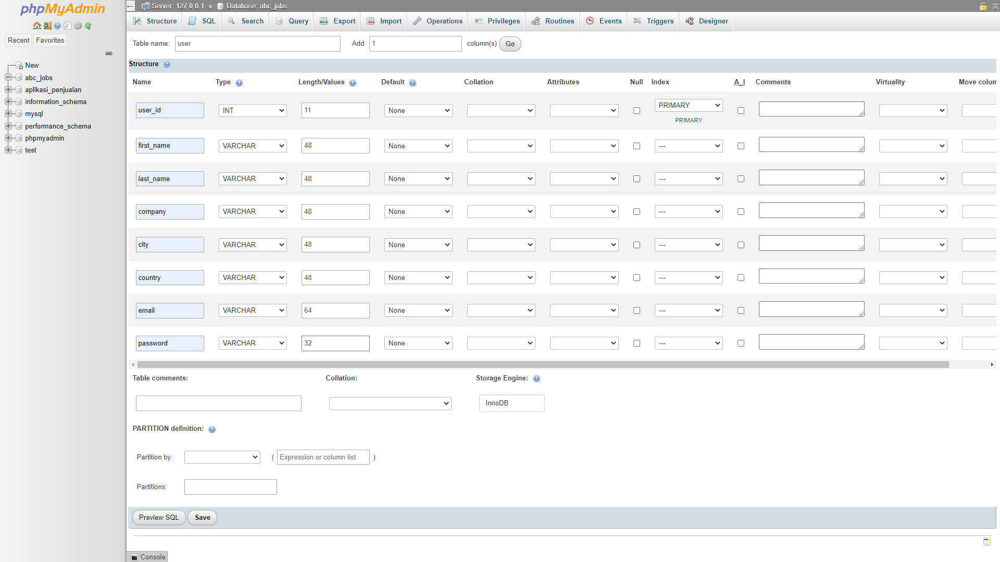 phpMyAdmin
Recent Favorites
New
abc_jobs
aplikasi_penjualan
information_schema
mysql
performance_schema
phpmyadmin
test
Server: 127.0.0.1 » Database: abc_jobs
Structure SQL Search Query Export Import Operations Privileges Routines Events Triggers Designer
Table name: user Add 1 column(s) Go
Structure
Name Type Length/Values Default Collation Attributes Null Index A_I Comments Virtuality Move colum
user_id INT 11 None PRIMARY
PRIMARY
first_name VARCHAR 48 None ---
last_name VARCHAR 48 None ---
company VARCHAR 48 None ---
city VARCHAR 48 None ---
country VARCHAR 48 None ---
email VARCHAR 64 None ---
password VARCHAR 32 None ---
Table comments: Collation: Storage Engine:
InnoDB
PARTITION definition:
Partition by: ( Expression or column list )
Partitions:
Preview SQL Save
Console